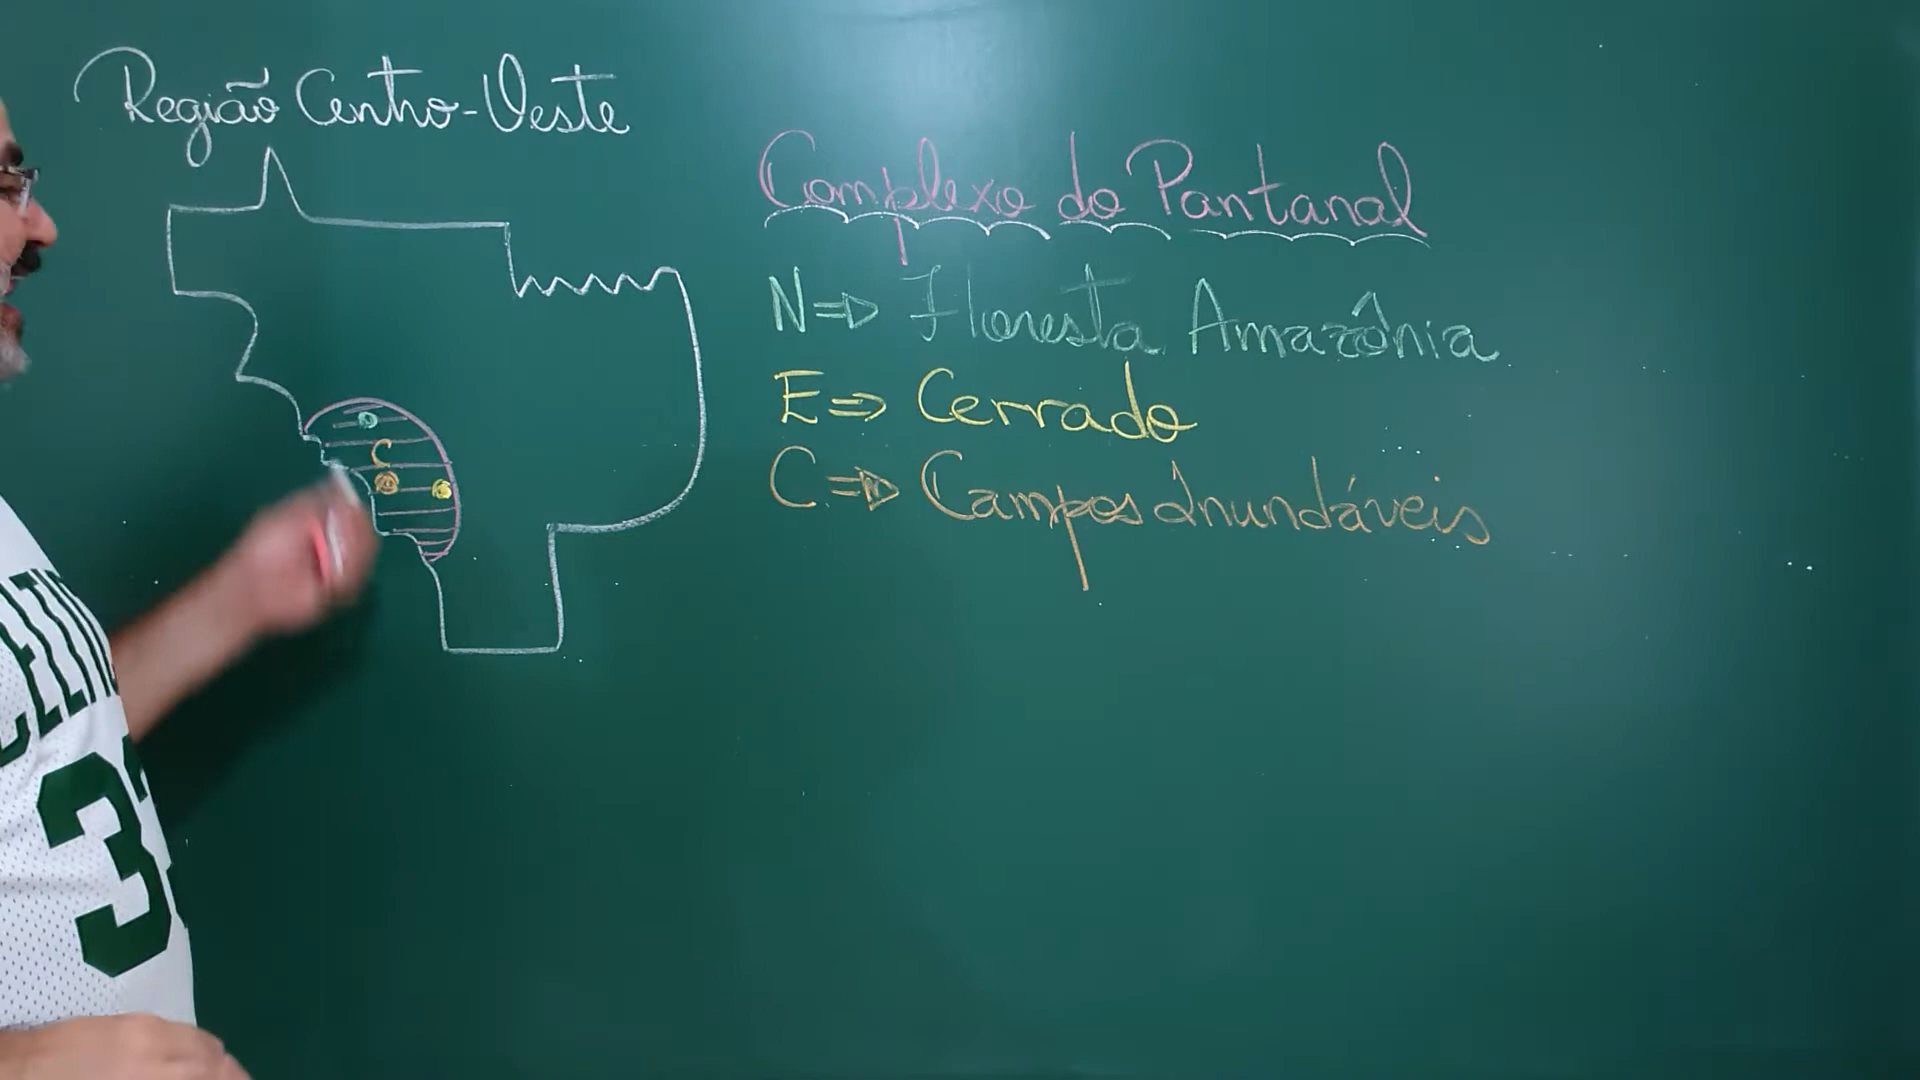 Região Centro-Oeste
Complexo do Pantanal
N => Floresta Amazônia
E => Cerrado
C => Campos Inundáveis
C